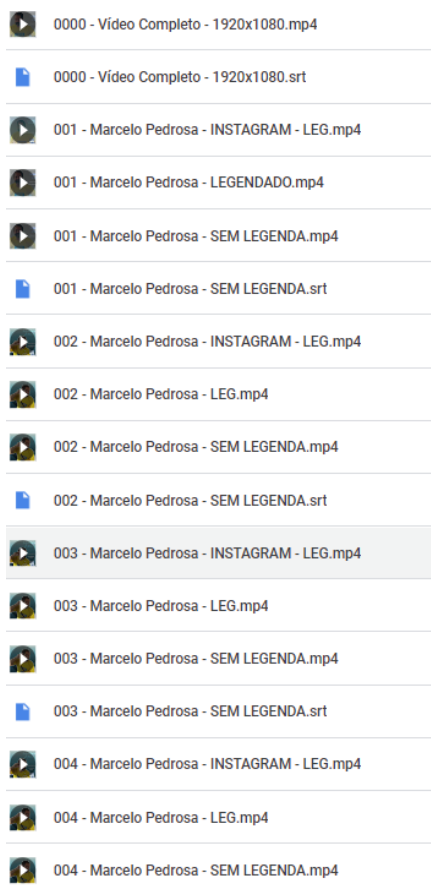 0000 - Vídeo Completo - 1920x1080.mp4
0000 - Vídeo Completo - 1920x1080.srt
001 - Marcelo Pedrosa - INSTAGRAM - LEG.mp4
001 - Marcelo Pedrosa - LEGENDADO.mp4
001 - Marcelo Pedrosa - SEM LEGENDA.mp4
001 - Marcelo Pedrosa - SEM LEGENDA.srt
002 - Marcelo Pedrosa - INSTAGRAM - LEG.mp4
002 - Marcelo Pedrosa - LEG.mp4
002 - Marcelo Pedrosa - SEM LEGENDA.mp4
002 - Marcelo Pedrosa - SEM LEGENDA.srt
003 - Marcelo Pedrosa - INSTAGRAM - LEG.mp4
003 - Marcelo Pedrosa - LEG.mp4
003 - Marcelo Pedrosa - SEM LEGENDA.mp4
003 - Marcelo Pedrosa - SEM LEGENDA.srt
004 - Marcelo Pedrosa - INSTAGRAM - LEG.mp4
004 - Marcelo Pedrosa - LEG.mp4
004 - Marcelo Pedrosa - SEM LEGENDA.mp4